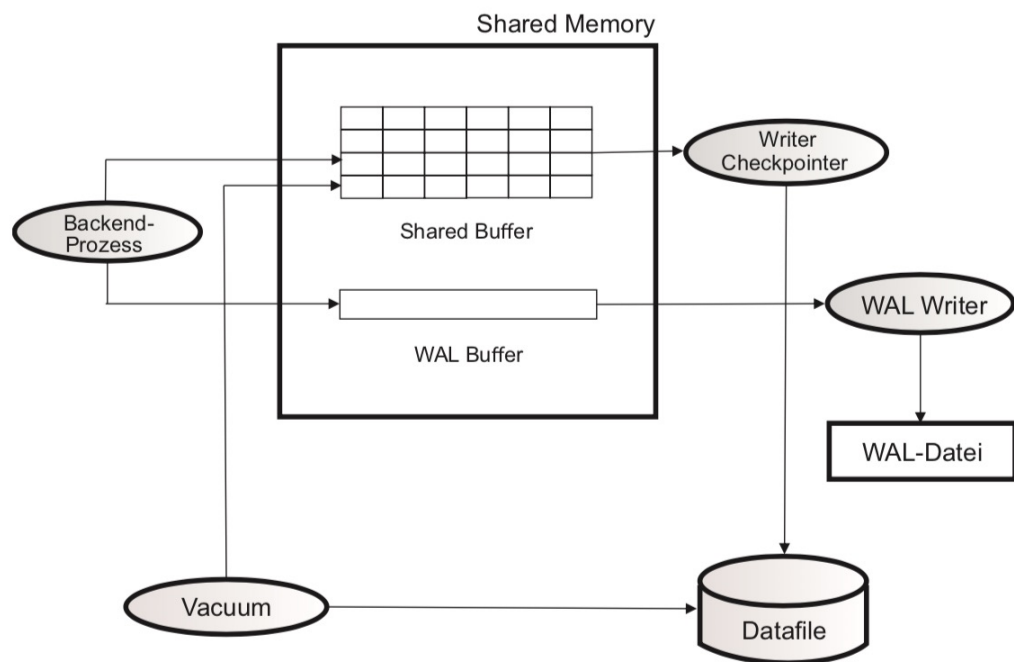 Shared Memory
Writer
Checkpointer
Backend-
Prozess
Shared Buffer
WAL Writer
WAL Buffer
WAL-Datei
Vacuum
Datafile